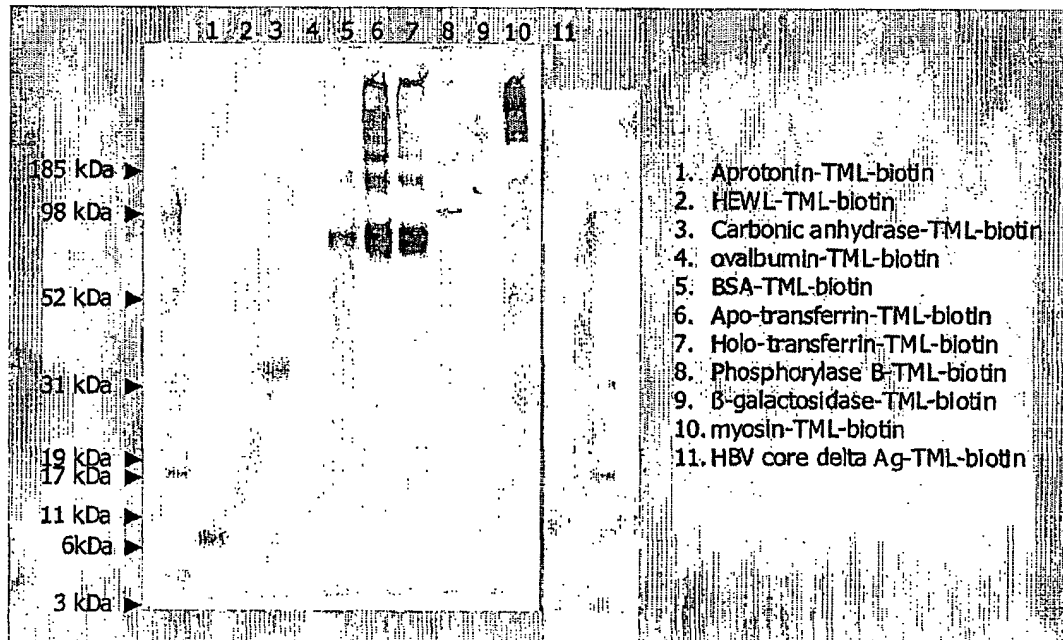 1 2 3 4 5 6 7 8 9 10 11
185 kDa
98 kDa
52 kDa
31 kDa
19 kDa
17 kDa
11 kDa
6kDa
3 kDa
1. Aprotonin-TML-biotin
2. HEWL-TML-biotin
3. Carbonic anhydrase-TML-biotin
4. ovalbumin-TML-biotin
5. BSA-TML-biotin
6. Apo-transferrin-TML-biotin
7. Holo-transferrin-TML-biotin
8. Phosphorylase B-TML-biotin
9. ß-galactosidase-TML-biotin
10. myosin-TML-biotin
11. HBV core delta Ag-TML-biotin